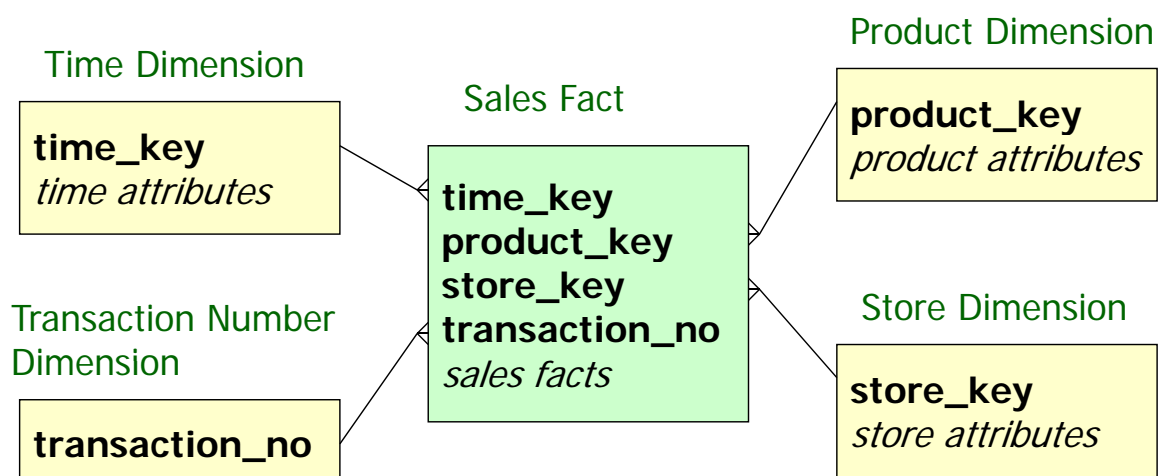 Time Dimension
time_key
time attributes
Transaction Number
Dimension
transaction_no
Sales Fact
time_key
product_key
store_key
transaction_no
sales facts
Product Dimension
product_key
product attributes
Store Dimension
store_key
store attributes